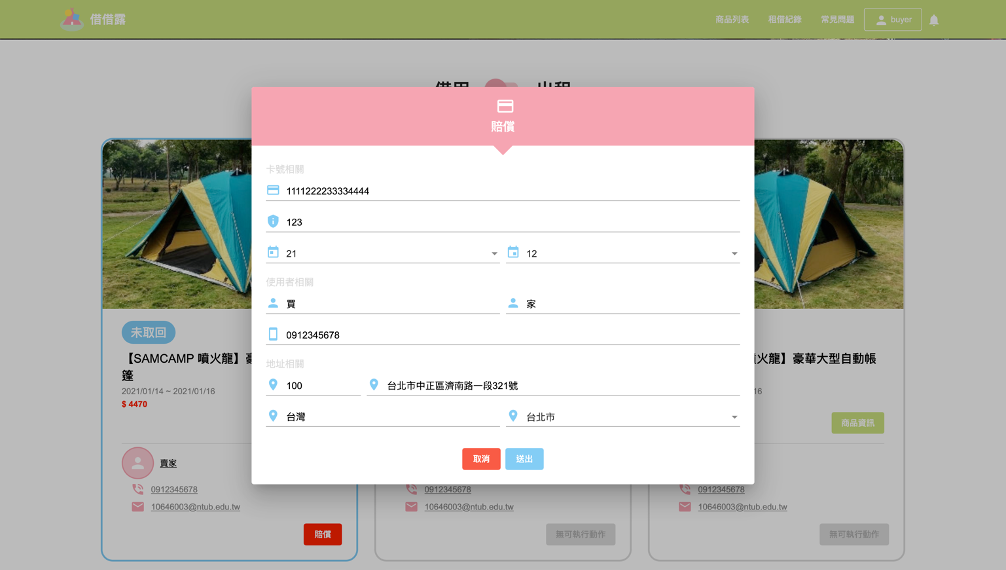 借借露
商品列表 租借紀錄 常見問題 buyer
借用 出租
賠償
卡號相關
1111222233334444
123
21 12
使用者相關
買 家
0912345678
地址相關
100 台北市中正區濟南路一段321號
台灣 台北市
取消 送出
未取回
【SAMCAMP 噴火龍】豪
篷
2021/01/14 ~ 2021/01/16
$ 4470
賣家
0912345678
10646003@ntub.edu.tw
賠償
0912345678
10646003@ntub.edu.tw
無可執行動作
火龍】豪華大型自動帳
16
商品資訊
0912345678
10646003@ntub.edu.tw
無可執行動作